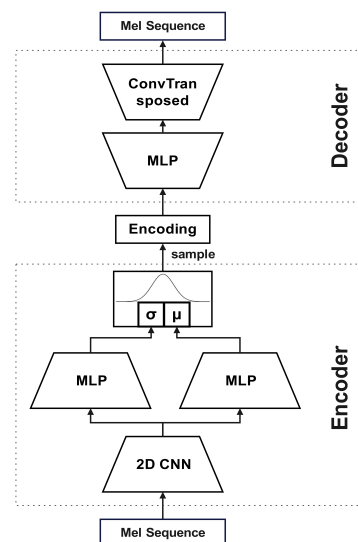 Mel Sequence
ConvTran
sposed
MLP
Decoder
Encoding
sample
σ μ
MLP MLP
Encoder
2D CNN
Mel Sequence